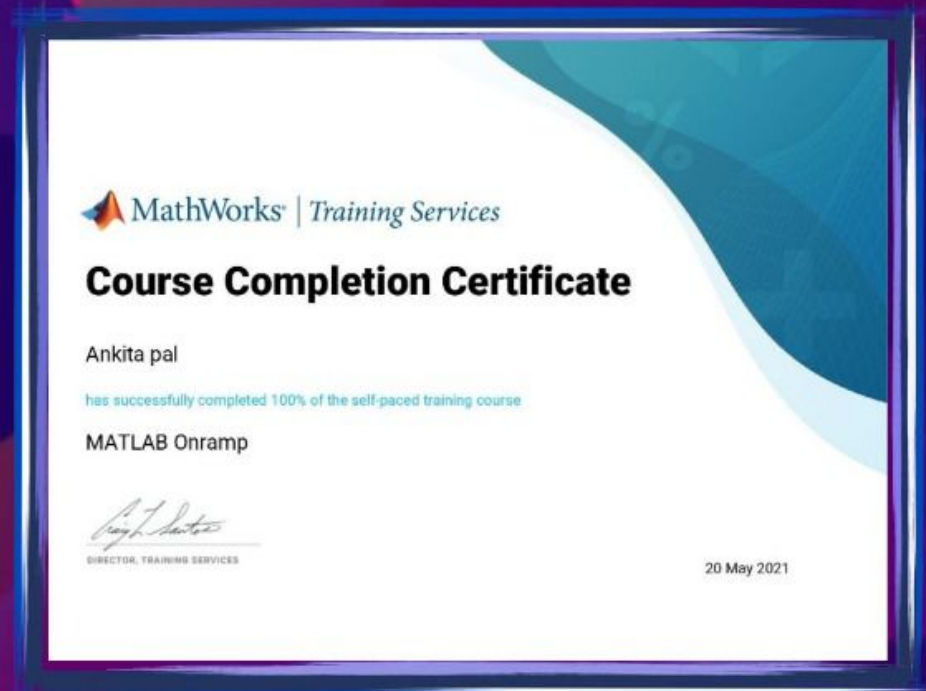 MathWorks® | Training Services
Course Completion Certificate
Ankita pal
has successfully completed 100% of the self-paced training course
MATLAB Onramp
DIRECTOR, TRAINING SERVICES
20 May 2021